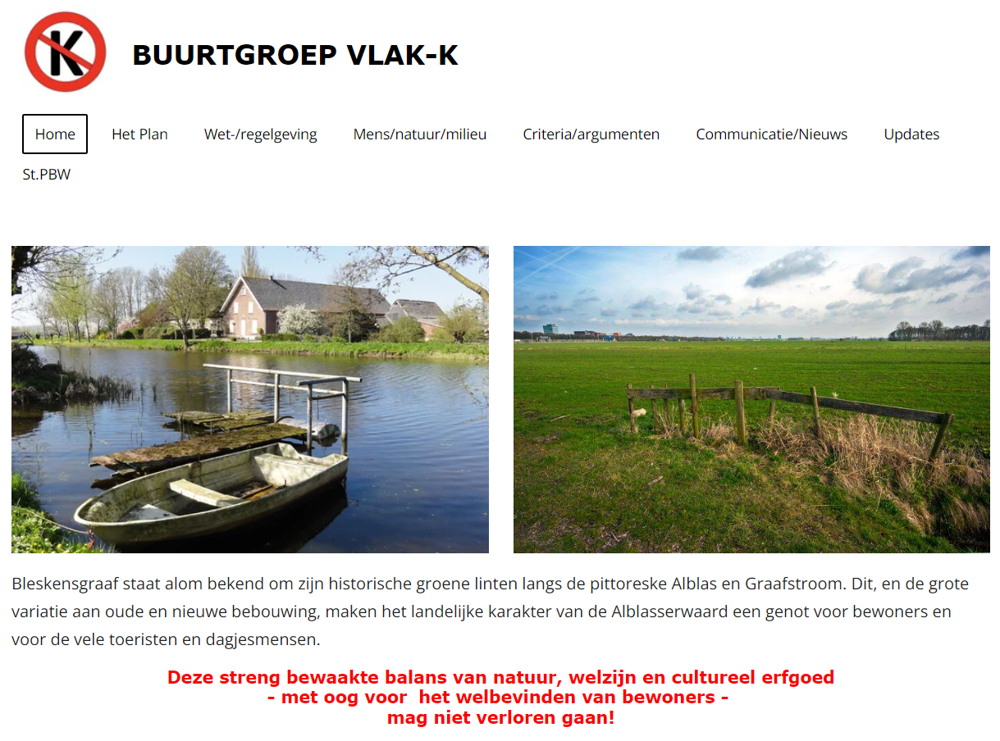 K
BUURTGROEP VLAK-K
Home Het Plan Wet-/regelgeving Mens/natuur/milieu Criteria/argumenten Communicatie/Nieuws Updates
St.PBW
Bleskensgraaf staat alom bekend om zijn historische groene linten langs de pittoreske Alblas en Graafstroom. Dit, en de grote
variatie aan oude en nieuwe bebouwing, maken het landelijke karakter van de Alblasserwaard een genot voor bewoners en
voor de vele toeristen en dagjesmensen.
Deze streng bewaakte balans van natuur, welzijn en cultureel erfgoed
- met oog voor  het welbevinden van bewoners -
mag niet verloren gaan!